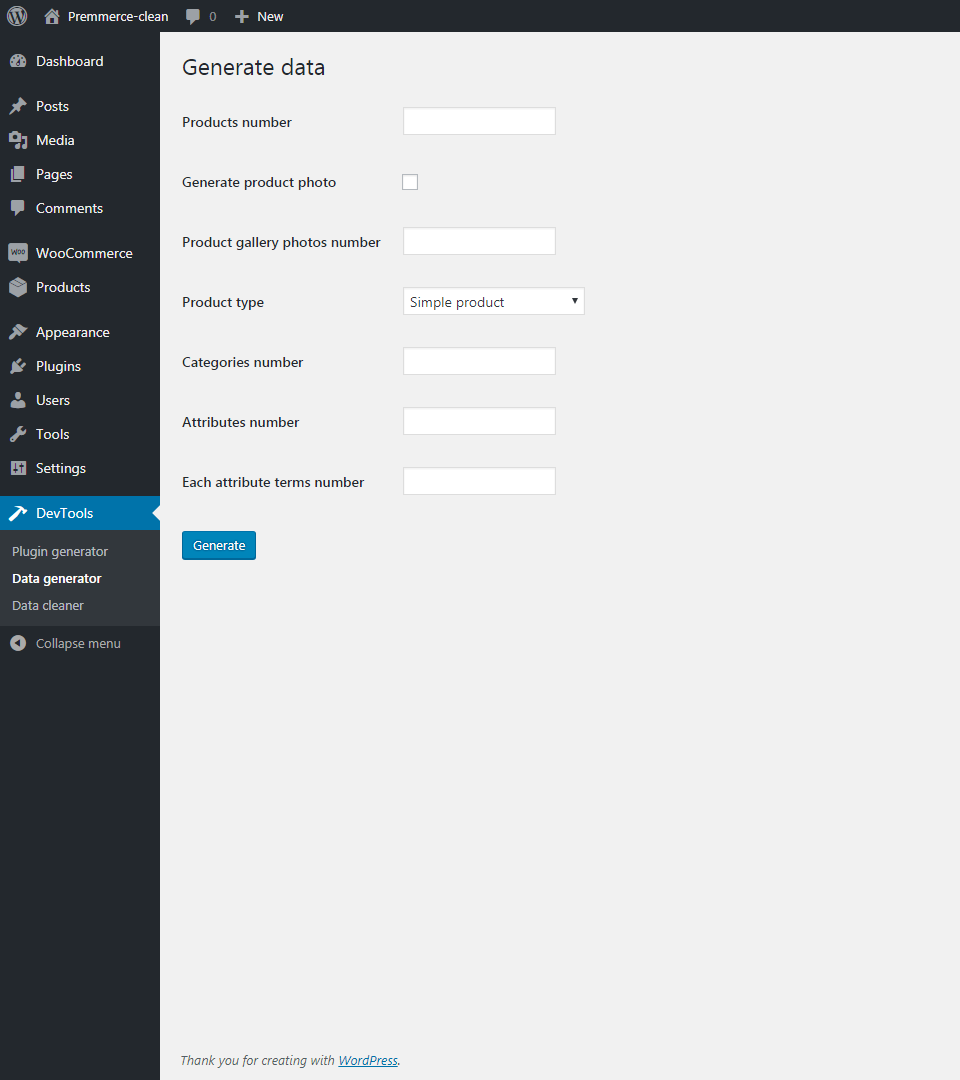 Premmerce-clean 0 New
Dashboard
Posts
Media
Pages
Comments
Woo WooCommerce
Products
Appearance
Plugins
Users
Tools
Settings
DevTools
Plugin generator
Data generator
Data cleaner
Collapse menu
Generate data
Products number
Generate product photo
Product gallery photos number
Product type Simple product
Categories number
Attributes number
Each attribute terms number
Generate
Thank you for creating with WordPress.